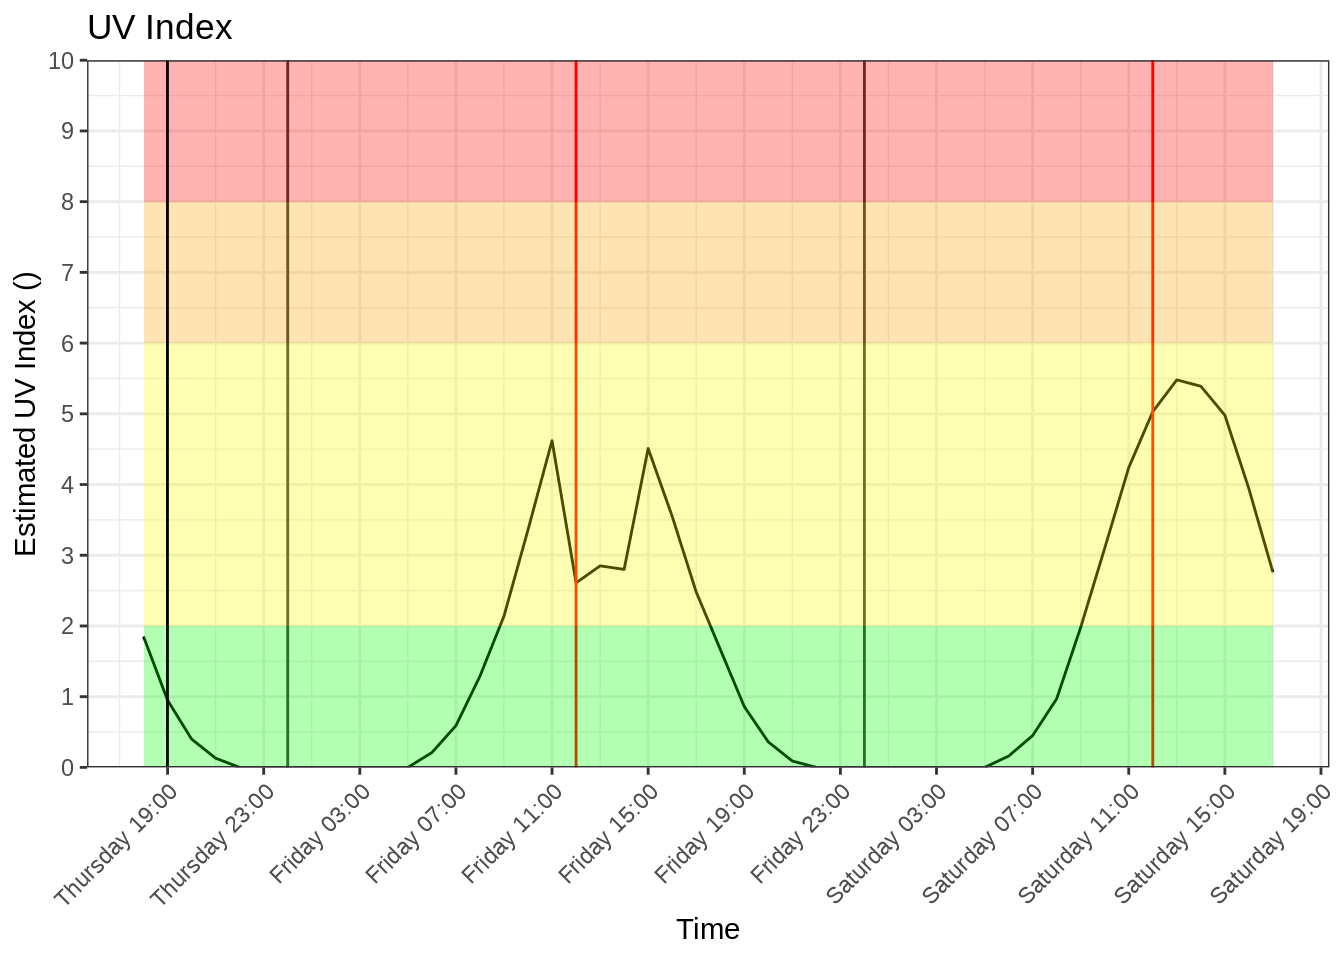 UV Index
Estimated UV Index ()
10
9
8
7
6
5
4
3
2
1
0
Thursday 19:00
Thursday 23:00
Friday 03:00
Friday 07:00
Friday 11:00
Friday 15:00
Friday 19:00
Friday 23:00
Saturday 03:00
Saturday 07:00
Saturday 11:00
Saturday 15:00
Saturday 19:00
Time